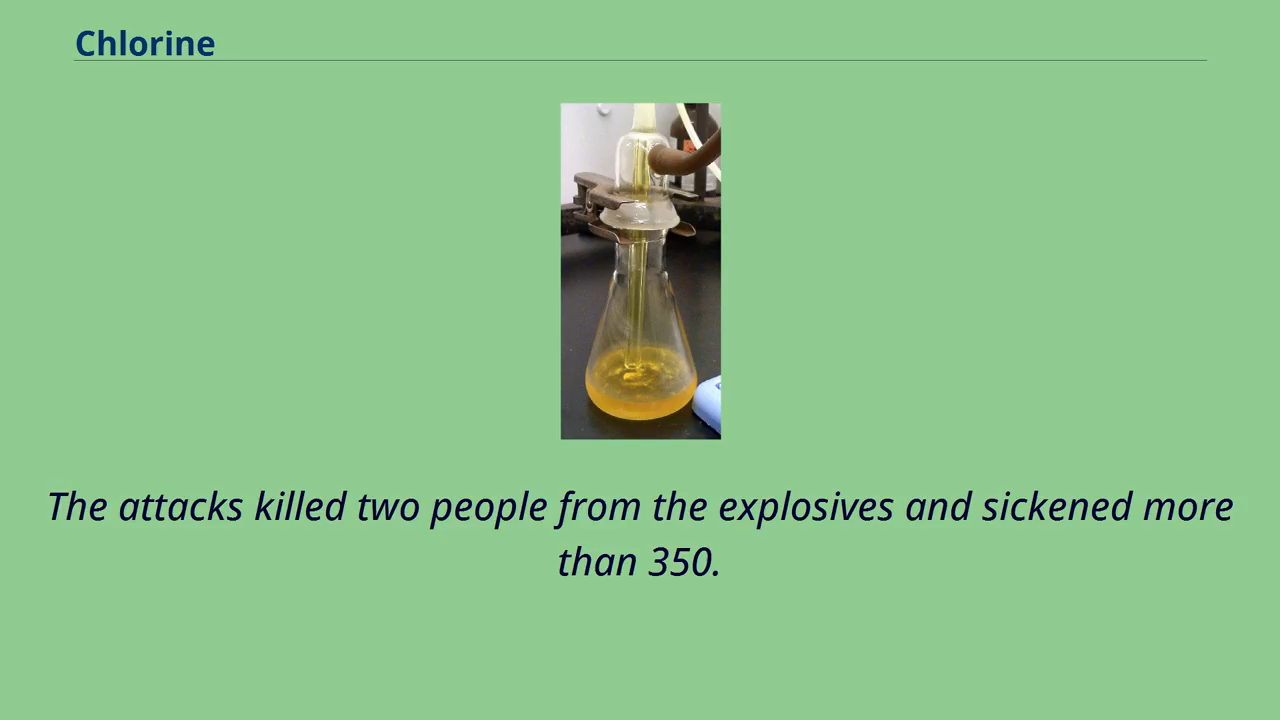 Chlorine
The attacks killed two people from the explosives and sickened more
than 350.